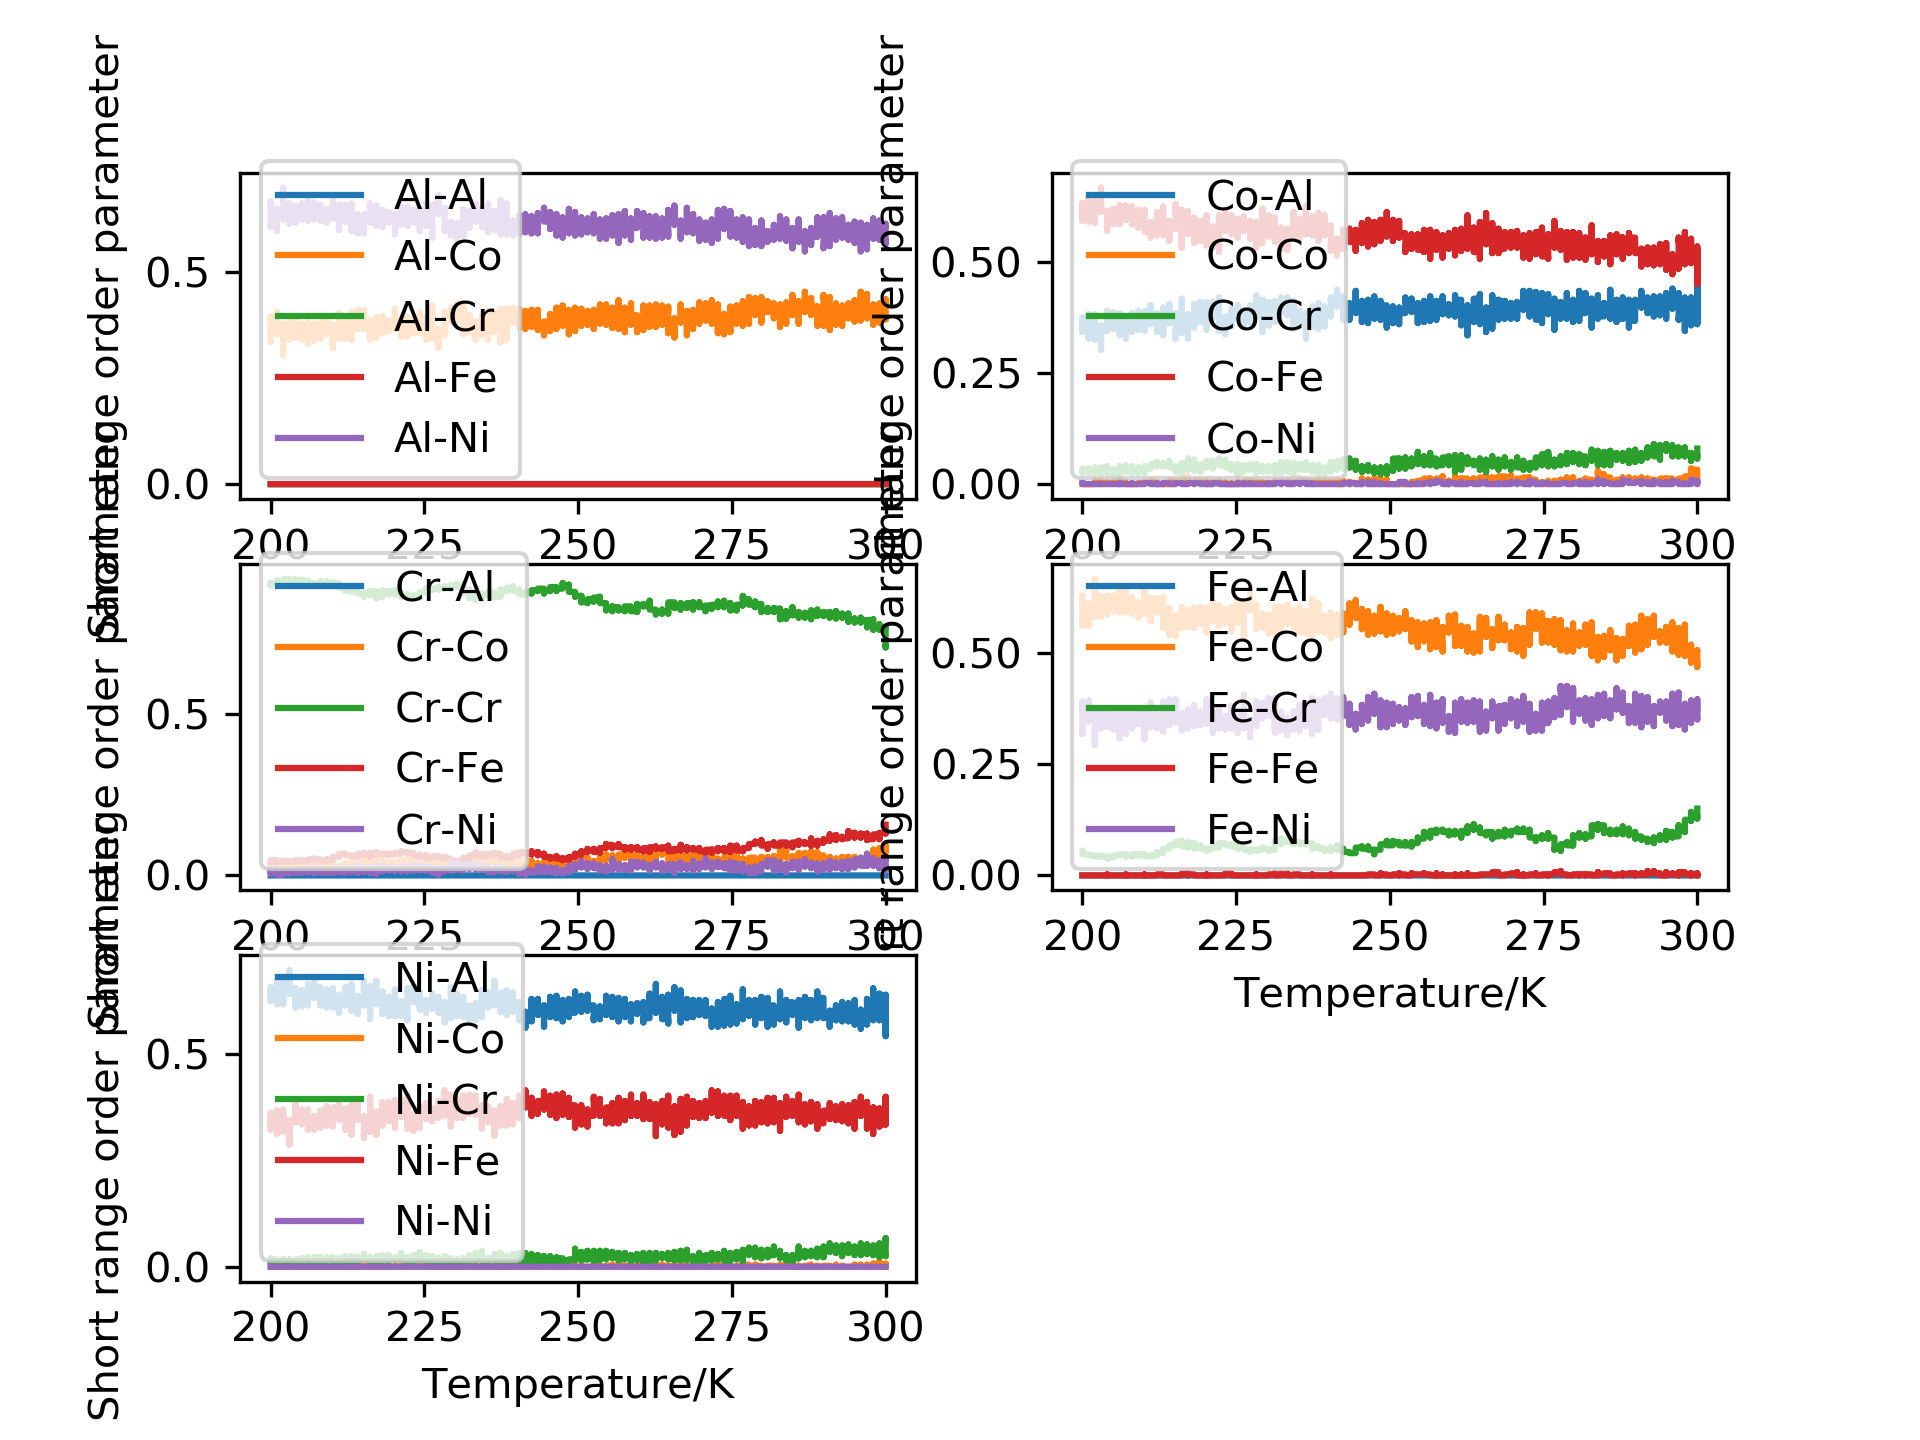 Short range order parameter
0.5
0.0
Al-Al
Al-Co
Al-Cr
Al-Fe
Al-Ni
200 225 250 275 300
Short range order parameter
0.50
0.25
0.00
Co-Al
Co-Co
Co-Cr
Co-Fe
Co-Ni
200 225 250 275 300
Short range order parameter
0.5
0.0
Cr-Al
Cr-Co
Cr-Cr
Cr-Fe
Cr-Ni
200 225 250 275 300
range order parameter
0.50
0.25
0.00
Fe-Al
Fe-Co
Fe-Cr
Fe-Fe
Fe-Ni
200 225 250 275 300
Temperature/K
Short range order parameter
0.5
0.0
Ni-Al
Ni-Co
Ni-Cr
Ni-Fe
Ni-Ni
200 225 250 275 300
Temperature/K